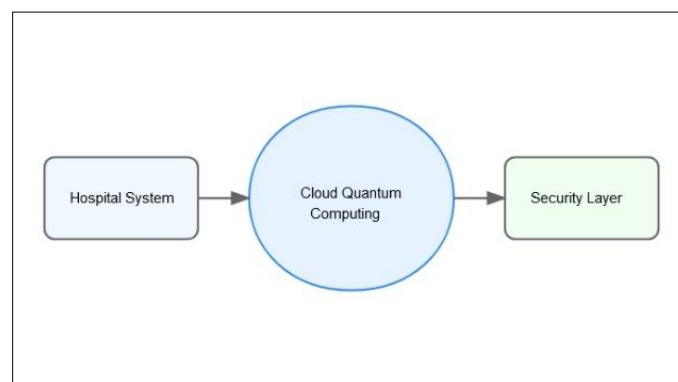 Hospital System
Cloud Quantum
Computing
Security Layer